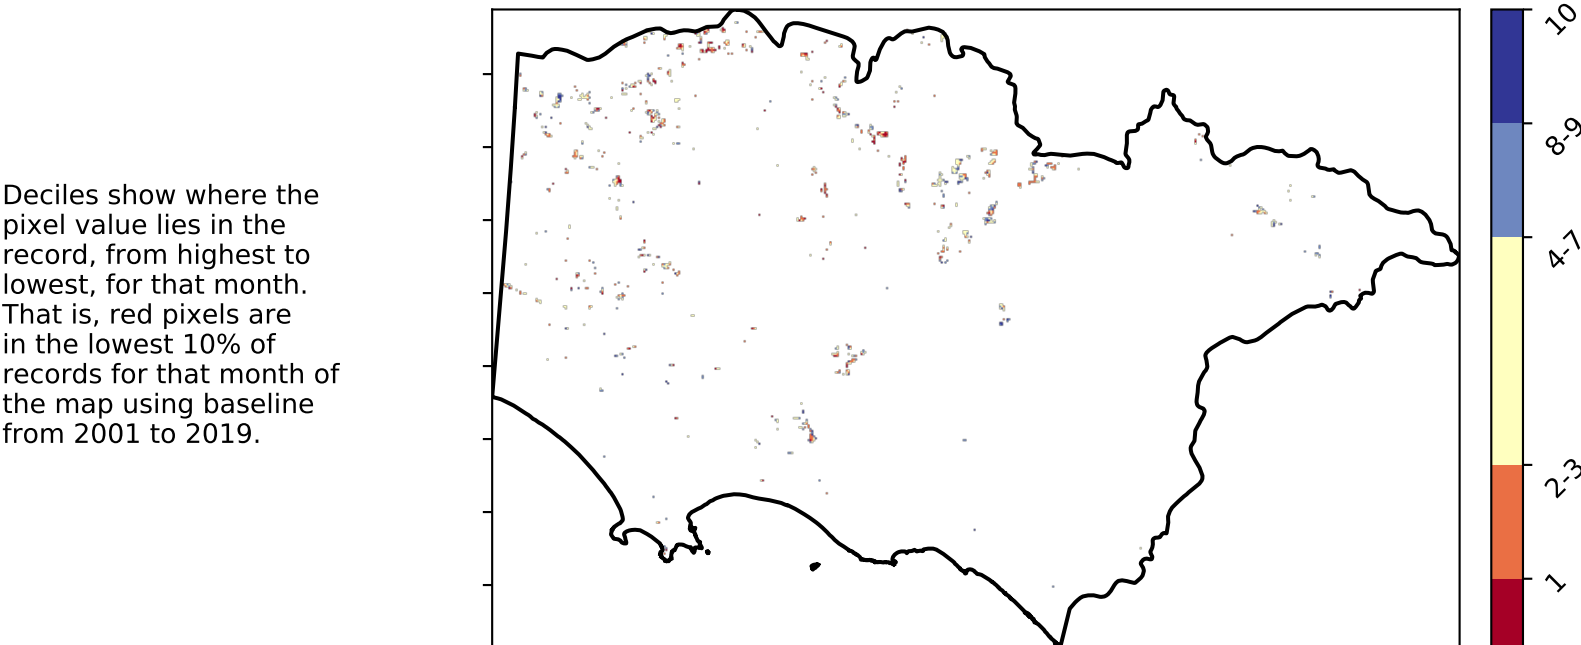 Deciles show where the
pixel value lies in the
record, from highest to
lowest, for that month.
That is, red pixels are
in the lowest 10% of
records for that month of
the map using baseline
from 2001 to 2019.
10
8-9
4-7
2-3
1